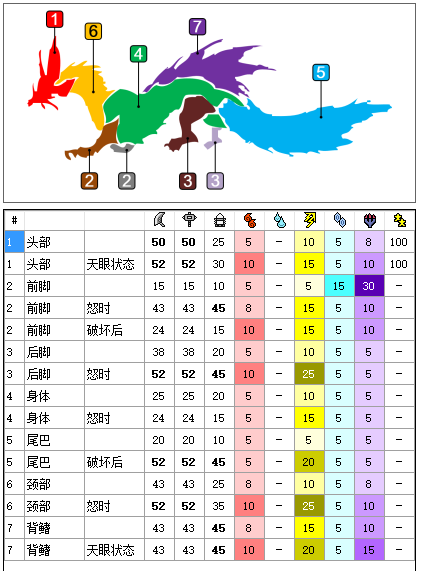 1
6
7
4
5
2
2
3
3
#
1 头部 50 50 25 5 – 10 5 8 100
1 头部 天眼状态 52 52 30 10 – 15 5 10 100
2 前脚 15 15 10 5 5 15 30 –
2 前脚 怒时 43 43 45 8 – 15 5 10 –
2 前脚 破坏后 24 24 15 10 – 15 5 10 –
3 后脚 38 38 20 5 – 10 5 5 –
3 后脚 怒时 52 52 45 10 – 25 5 5 –
4 身体 25 25 20 5 – 10 5 5 –
4 身体 怒时 24 24 15 5 – 15 5 5 –
5 尾巴 20 20 10 5 – 5 5 5 –
5 尾巴 破坏后 52 52 45 5 – 20 5 5 –
6 颈部 43 43 25 8 – 10 5 8 –
6 颈部 怒时 52 52 35 10 – 25 5 10 –
7 背鳍 43 43 45 8 – 15 5 10 –
7 背鳍 天眼状态 43 43 45 10 – 20 5 15 –